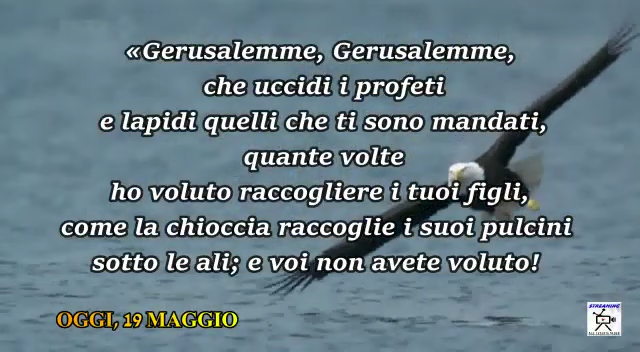 «Gerusalemme, Gerusalemme,
che uccidi i profeti
e lapidi quelli che ti sono mandati,
quante volte
ho voluto raccogliere i tuoi figli,
come la chioccia raccoglie i suoi pulcini
sotto le ali; e voi non avete voluto!
OGGI, 19 MAGGIO
STREAMING